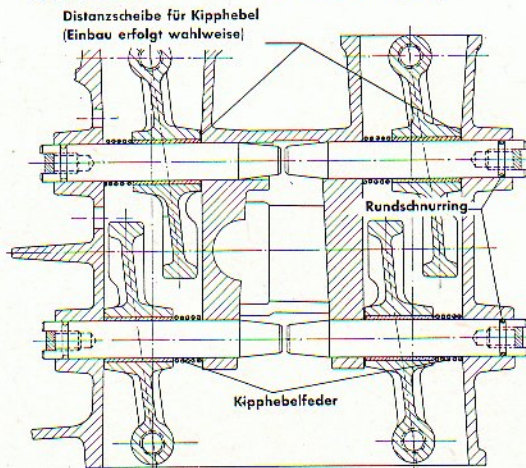 Distanzscheibe für Kipphebel
(Einbau erfolgt wahlweise)
Rundschnurring
Kipphebelfeder